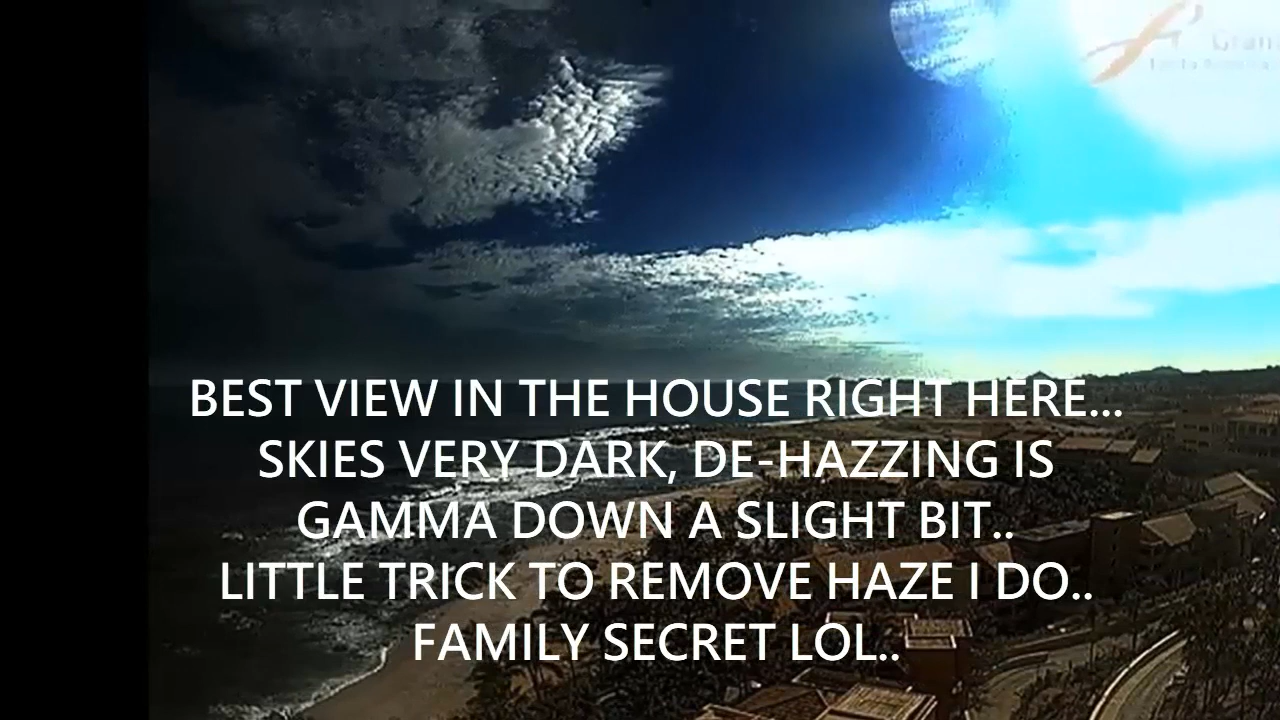 Gran
BEST VIEW IN THE HOUSE RIGHT HERE...
SKIES VERY DARK, DE-HAZZING IS
GAMMA DOWN A SLIGHT BIT..
LITTLE TRICK TO REMOVE HAZE I DO..
FAMILY SECRET LOL..